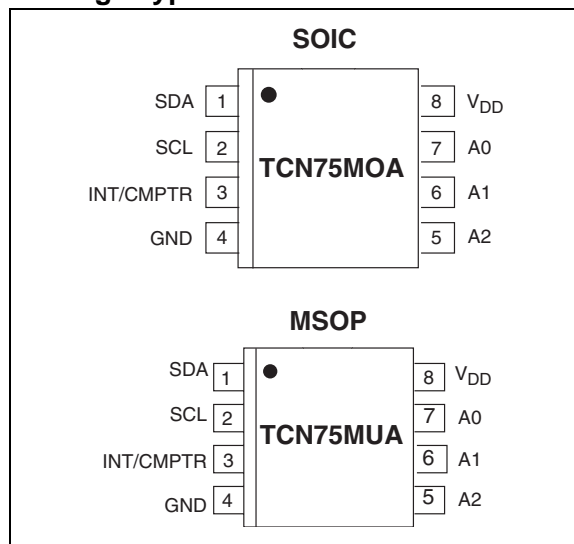 SOIC
SDA 1 8 VDD
SCL 2 7 A0
TCN75MOA
INT/CMPTR 3 6 A1
GND 4 5 A2
MSOP
SDA 1 8 VDD
SCL 2 7 A0
TCN75MUA
INT/CMPTR 3 6 A1
GND 4 5 A2